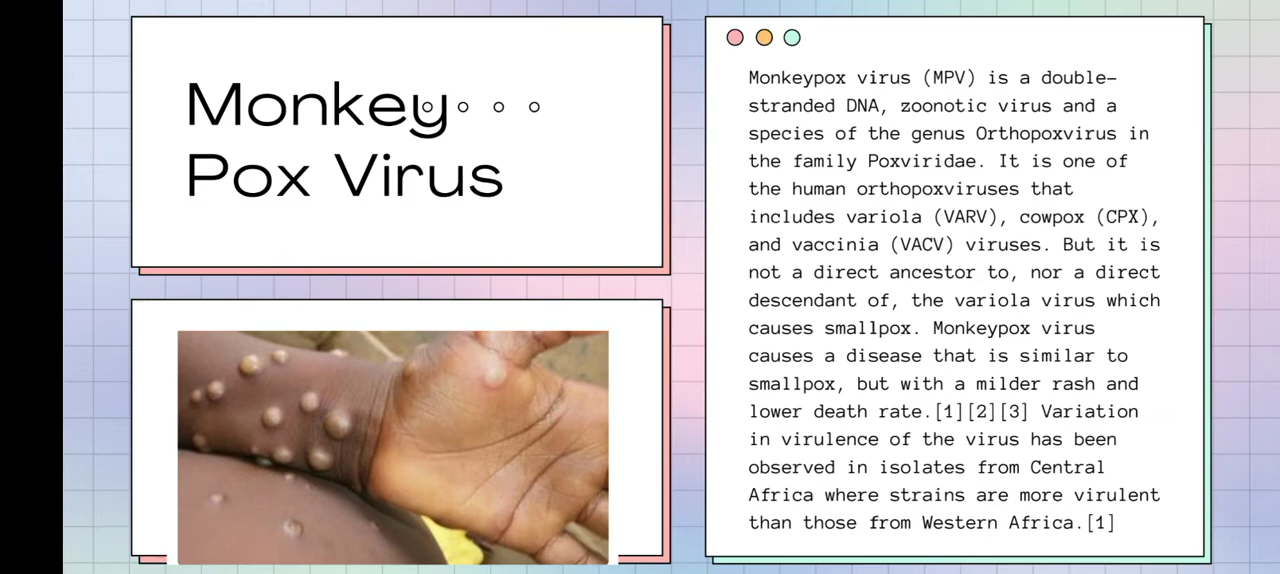 Monkey
Pox Virus
Monkeypox virus (MPV) is a double-
stranded DNA, zoonotic virus and a
species of the genus Orthopoxvirus in
the family Poxviridae. It is one of
the human orthopoxviruses that
includes variola (VARV), cowpox (CPX),
and vaccinia (VACV) viruses. But it is
not a direct ancestor to, nor a direct
descendant of, the variola virus which
causes smallpox. Monkeypox virus
causes a disease that is similar to
smallpox, but with a milder rash and
lower death rate.[1][2][3] Variation
in virulence of the virus has been
observed in isolates from Central
Africa where strains are more virulent
than those from Western Africa.[1]